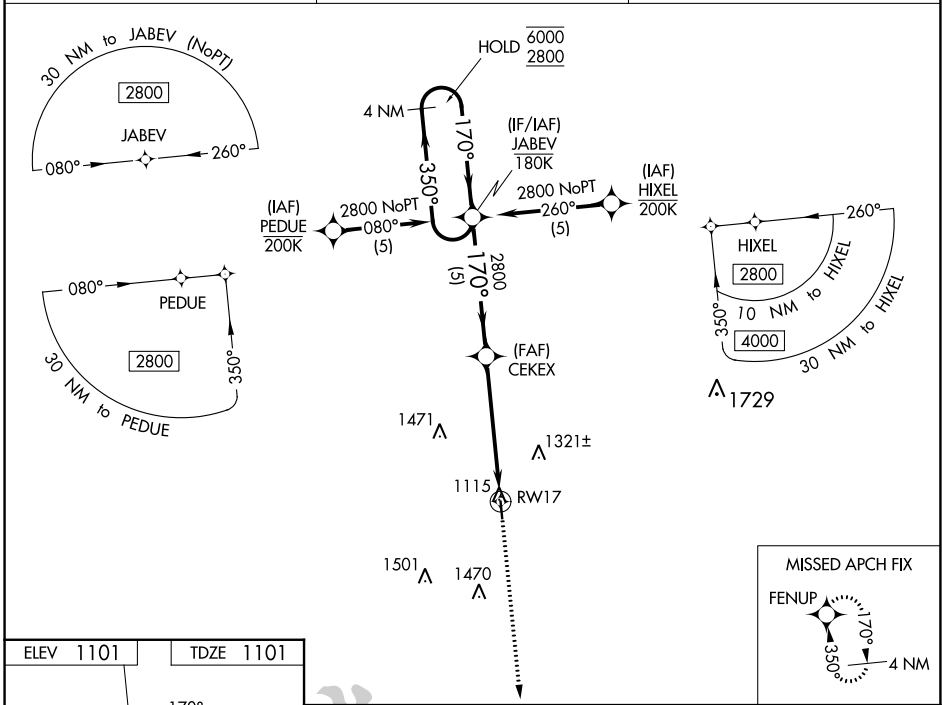 30 NM to JABEV (NoPT)
2800
JABEV
080°
260°
HOLD 6000
2800
4 NM
170°
350°
(IF/IAF)
JABEV
180K
(IAF)
PEDUE
200K
2800 NoPT
080°
(5)
2800 NoPT
260°
(5)
(IAF)
HIXEL
200K
2800
170°
(5)
(FAF)
CEKEX
080°
PEDUE
2800
350°
30 NM to PEDUE
260°
HIXEL
2800
10 NM to HIXEL
350°
4000
30 NM to HIXEL
1729
1471
1321±
1115
RW17
1501
1470
MISSED APCH FIX
FENUP
170°
350°
4 NM
ELEV 1101
TDZE 1101